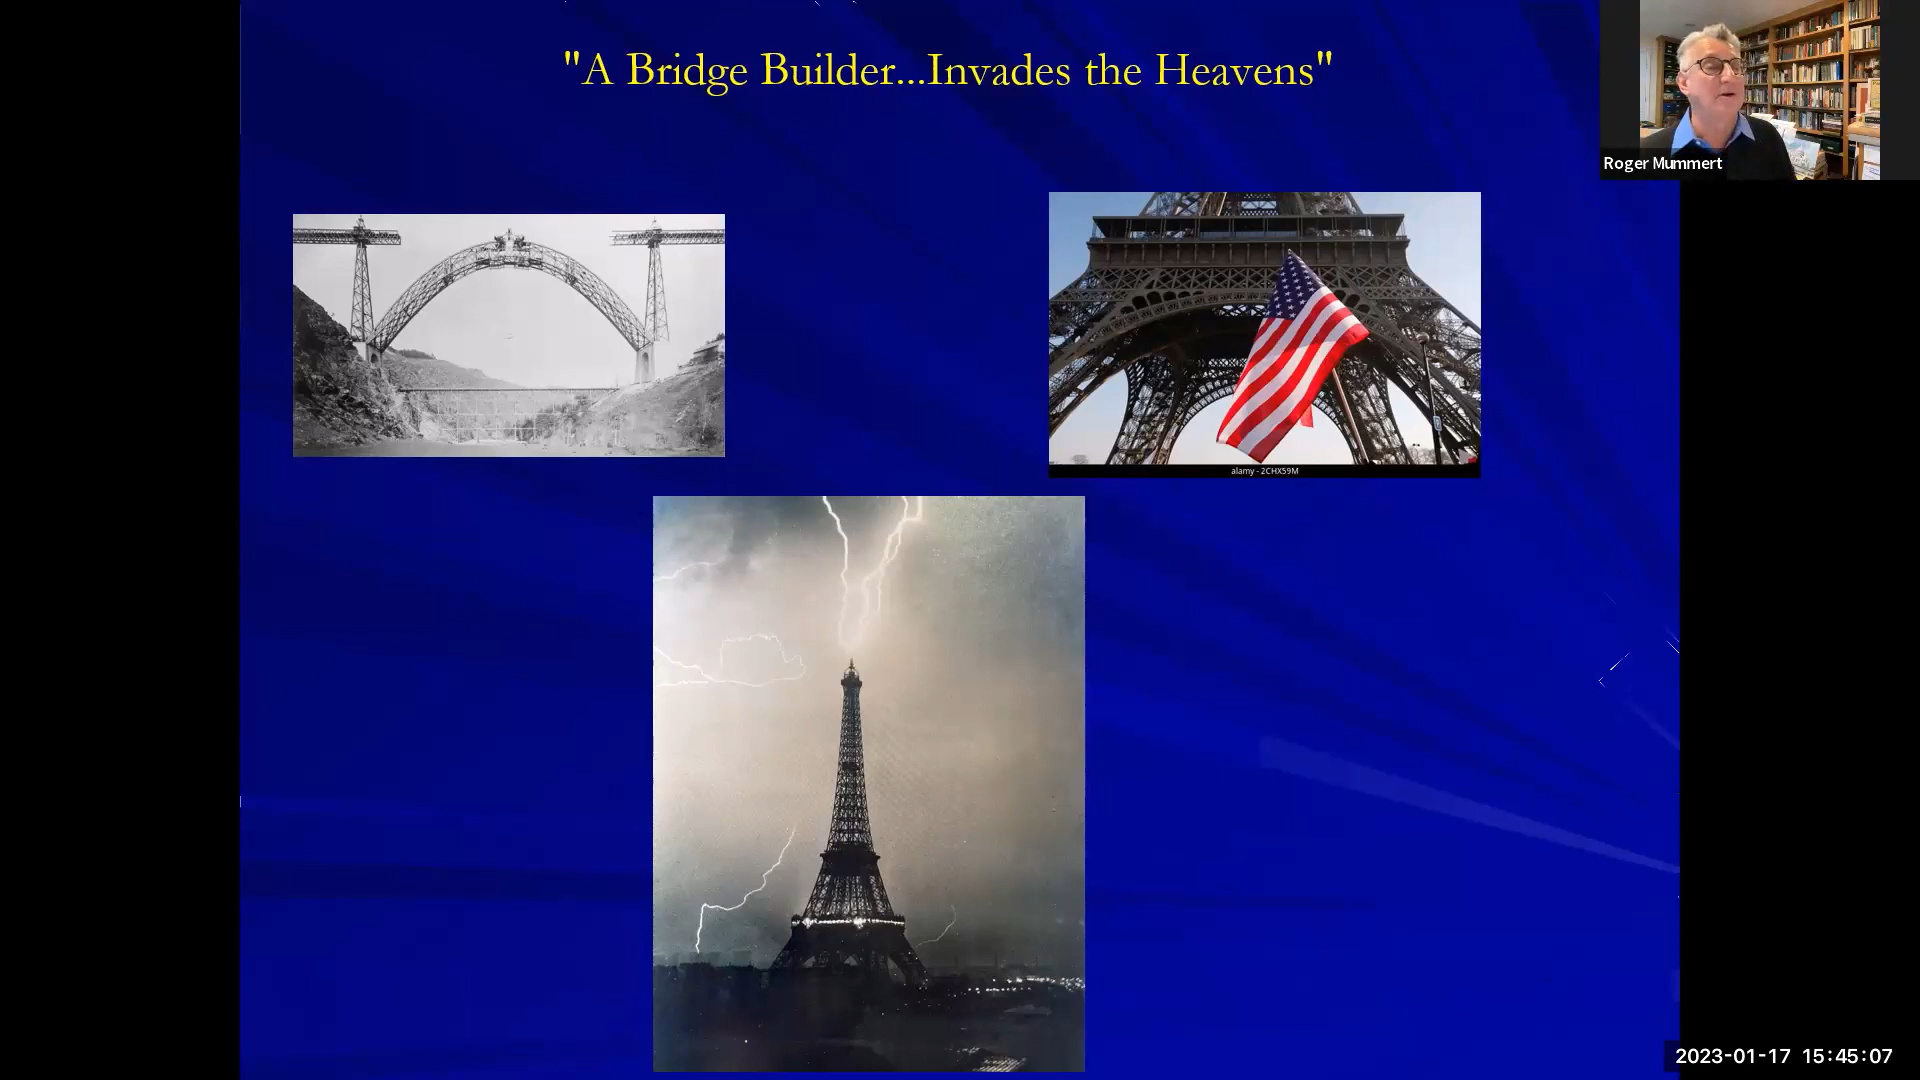 "A Bridge Builder...Invades the Heavens"
Roger Mummert
alamy - 2CHX59M
2023-01-17 15:45:07